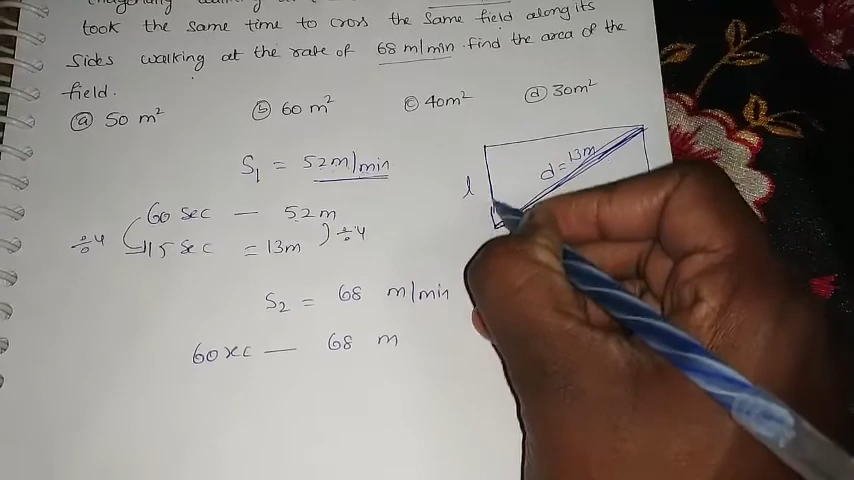 took the same time to cross the same field along its
sides walking at the rate of 68 m/min. find the area of the
field.
(a) 50 m² (b) 60 m² (c) 40m² (d) 30m²
S₁ = 52m/min
60 sec — 52 m
÷4 15 sec = 13m ÷4
S₂ = 68 m/min
60 sec — 68 m
l
d = 13m